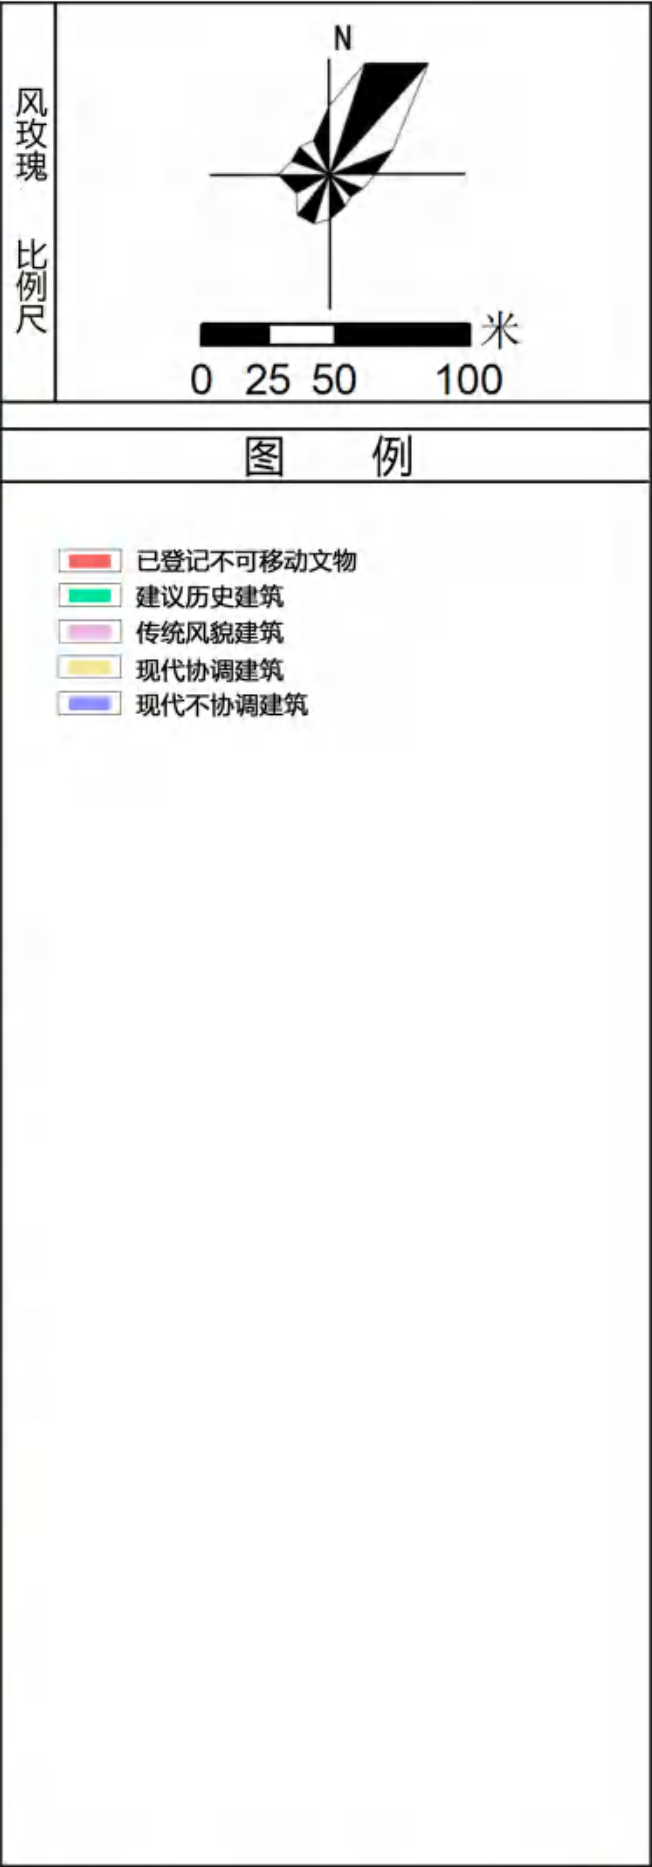 N
风玫瑰 比例尺
米
0 25 50 100
图 例
已登记不可移动文物
建议历史建筑
传统风貌建筑
现代协调建筑
现代不协调建筑